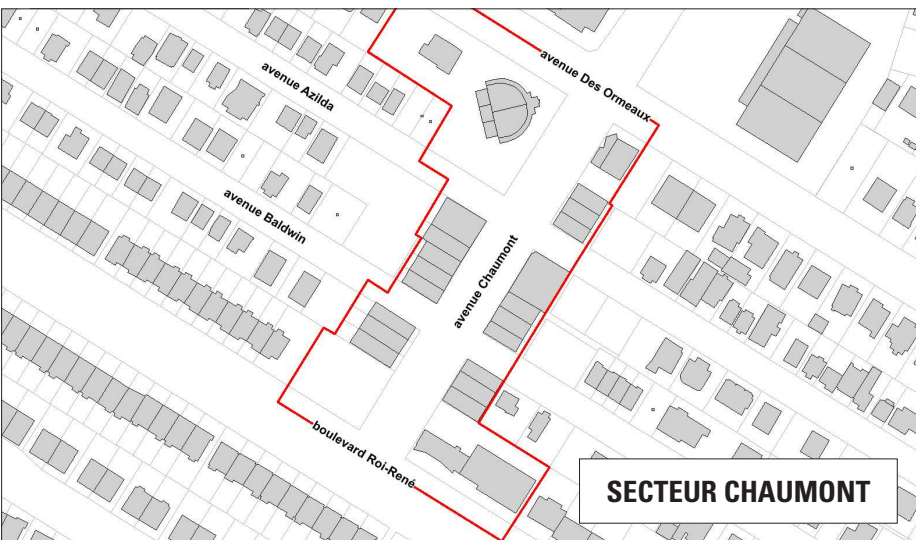 avenue Des Ormeaux
avenue Azilda
avenue Baldwin
avenue Chaumont
boulevard Roi-René
SECTEUR CHAUMONT